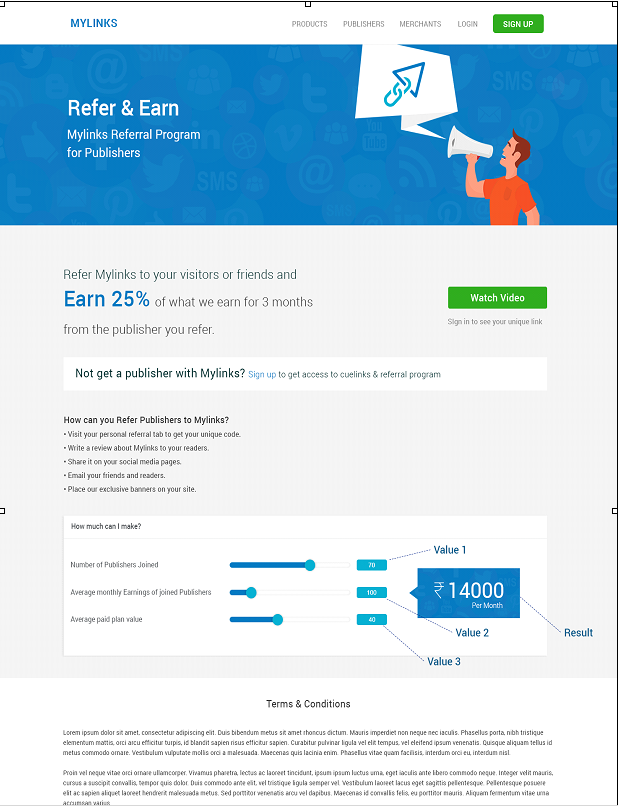 MYLINKS
PRODUCTS PUBLISHERS MERCHANTS LOGIN SIGN UP
Refer & Earn
Mylinks Referral Program
for Publishers
SMS
You
Tube
SMS
Refer Mylinks to your visitors or friends and
Earn 25% of what we earn for 3 months
from the publisher you refer.
Watch Video
Sign in to see your unique link
Not get a publisher with Mylinks? Sign up to get access to cuelinks & referral program
How can you Refer Publishers to Mylinks?
• Visit your personal referral tab to get your unique code.
• Write a review about Mylinks to your readers.
• Share it on your social media pages.
• Email your friends and readers.
• Place our exclusive banners on your site.
How much can I make?
Number of Publishers Joined 70
Value 1
Average monthly Earnings of joined Publishers 100
₹ 14000
Per Month
Average paid plan value 40
Value 2
Result
Value 3
Terms & Conditions
Lorem ipsum dolor sit amet, consectetur adipiscing elit. Duis bibendum metus sit amet rhoncus dictum. Mauris imperdiet non neque nec iaculis. Phasellus porta, nibh tristique
elementum mattis, orci arcu efficitur turpis, id blandit sapien risus efficitur sapien. Curabitur pulvinar ligula vel elit tempus, vel eleifend ipsum venenatis. Quisque aliquam tellus id
metus commodo ornare. Vestibulum vulputate mollis orci a malesuada. Maecenas quis lacinia enim. Phasellus vitae quam facilisis, interdum orci eu, interdum nisl.
Proin vel neque vitae orci ornare ullamcorper. Vivamus pharetra, lectus ac laoreet tincidunt, ipsum ipsum luctus urna, eget iaculis ante libero commodo neque. Integer velit mauris,
cursus a suscipit convallis, tempor quis dolor. Duis commodo ante elit, vel tristique ligula semper vel. Vestibulum laoreet lacus eget sagittis pellentesque. Pellentesque posuere
elit ac sapien aliquet laoreet hendrerit malesuada metus. Sed porttitor venenatis arcu vel dapibus. Maecenas id convallis felis, eu porttitor mauris. Aliquam fermentum vitae urna
accumsan varius.